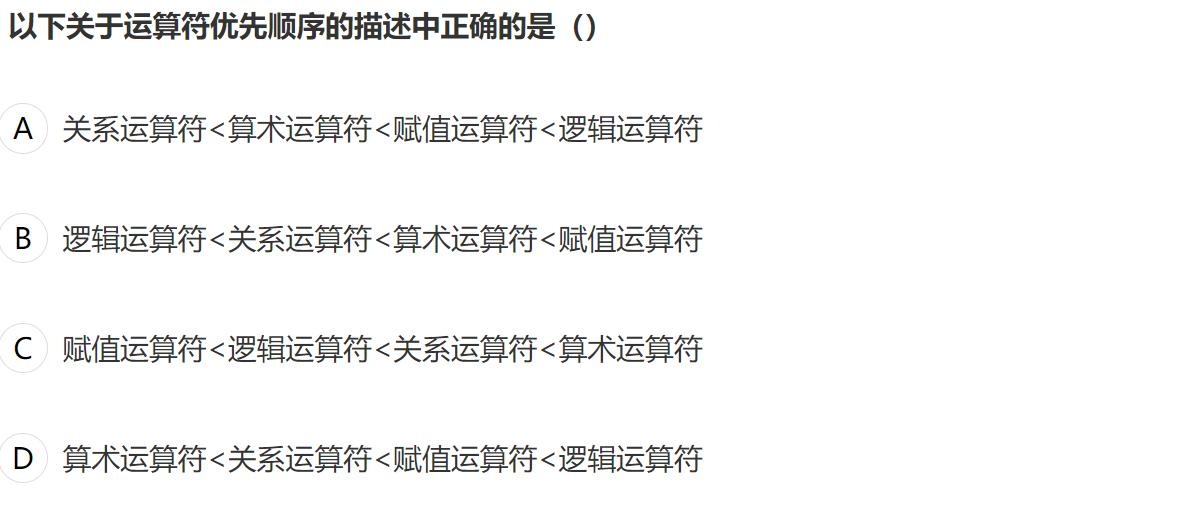 以下关于运算符优先顺序的描述中正确的是（）
A 关系运算符<算术运算符<赋值运算符<逻辑运算符
B 逻辑运算符<关系运算符<算术运算符<赋值运算符
C 赋值运算符<逻辑运算符<关系运算符<算术运算符
D 算术运算符<关系运算符<赋值运算符<逻辑运算符